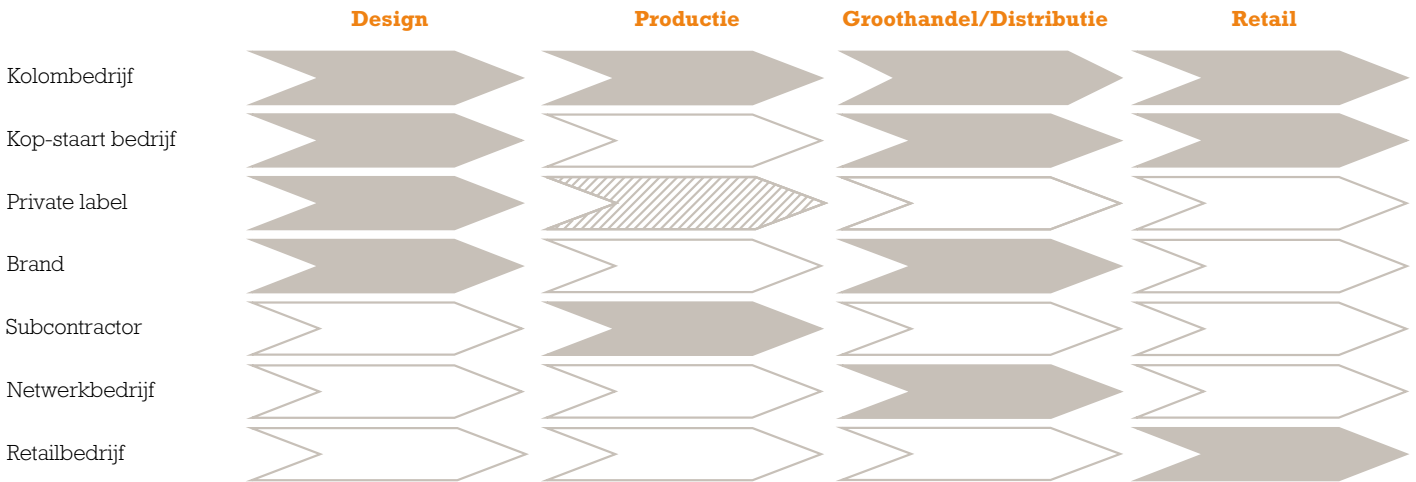 Design Productie Groothandel/Distributie Retail
Kolombedrijf
Kop-staart bedrijf
Private label
Brand
Subcontractor
Netwerkbedrijf
Retailbedrijf